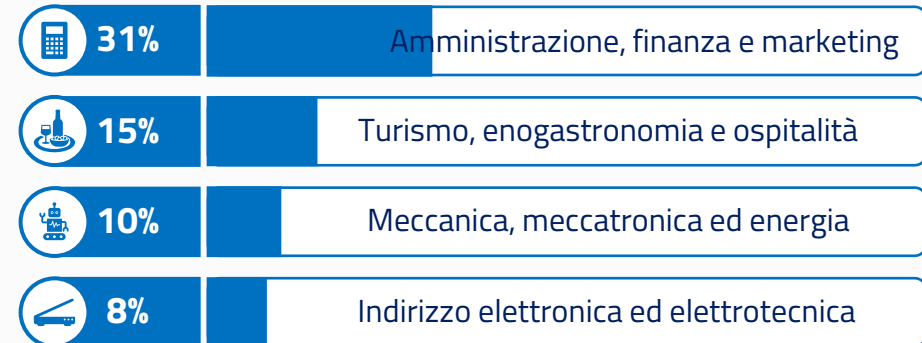 31% Amministrazione, finanza e marketing
15% Turismo, enogastronomia e ospitalità
10% Meccanica, meccatronica ed energia
8% Indirizzo elettronica ed elettrotecnica